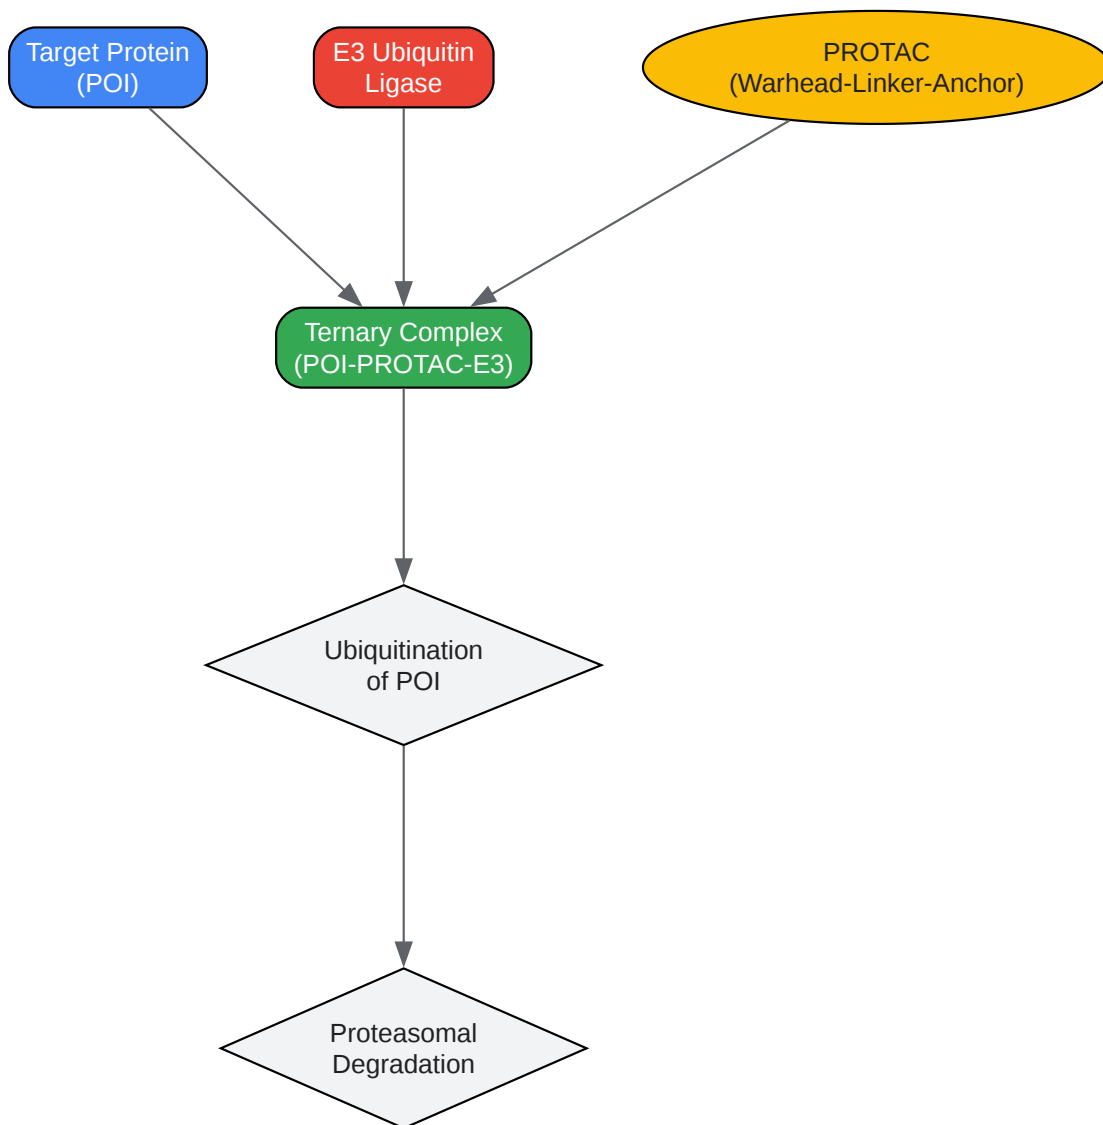 Target Protein
(POI)
E3 Ubiquitin
Ligase
PROTAC
(Warhead-Linker-Anchor)
Ternary Complex
(POI-PROTAC-E3)
Ubiquitination
of POI
Proteasomal
Degradation